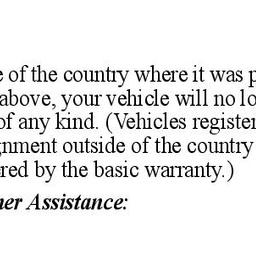 of the country where it was
above, your vehicle will no
of any kind. (Vehicles
outside of the country
by the basic warranty.)
Assistance: